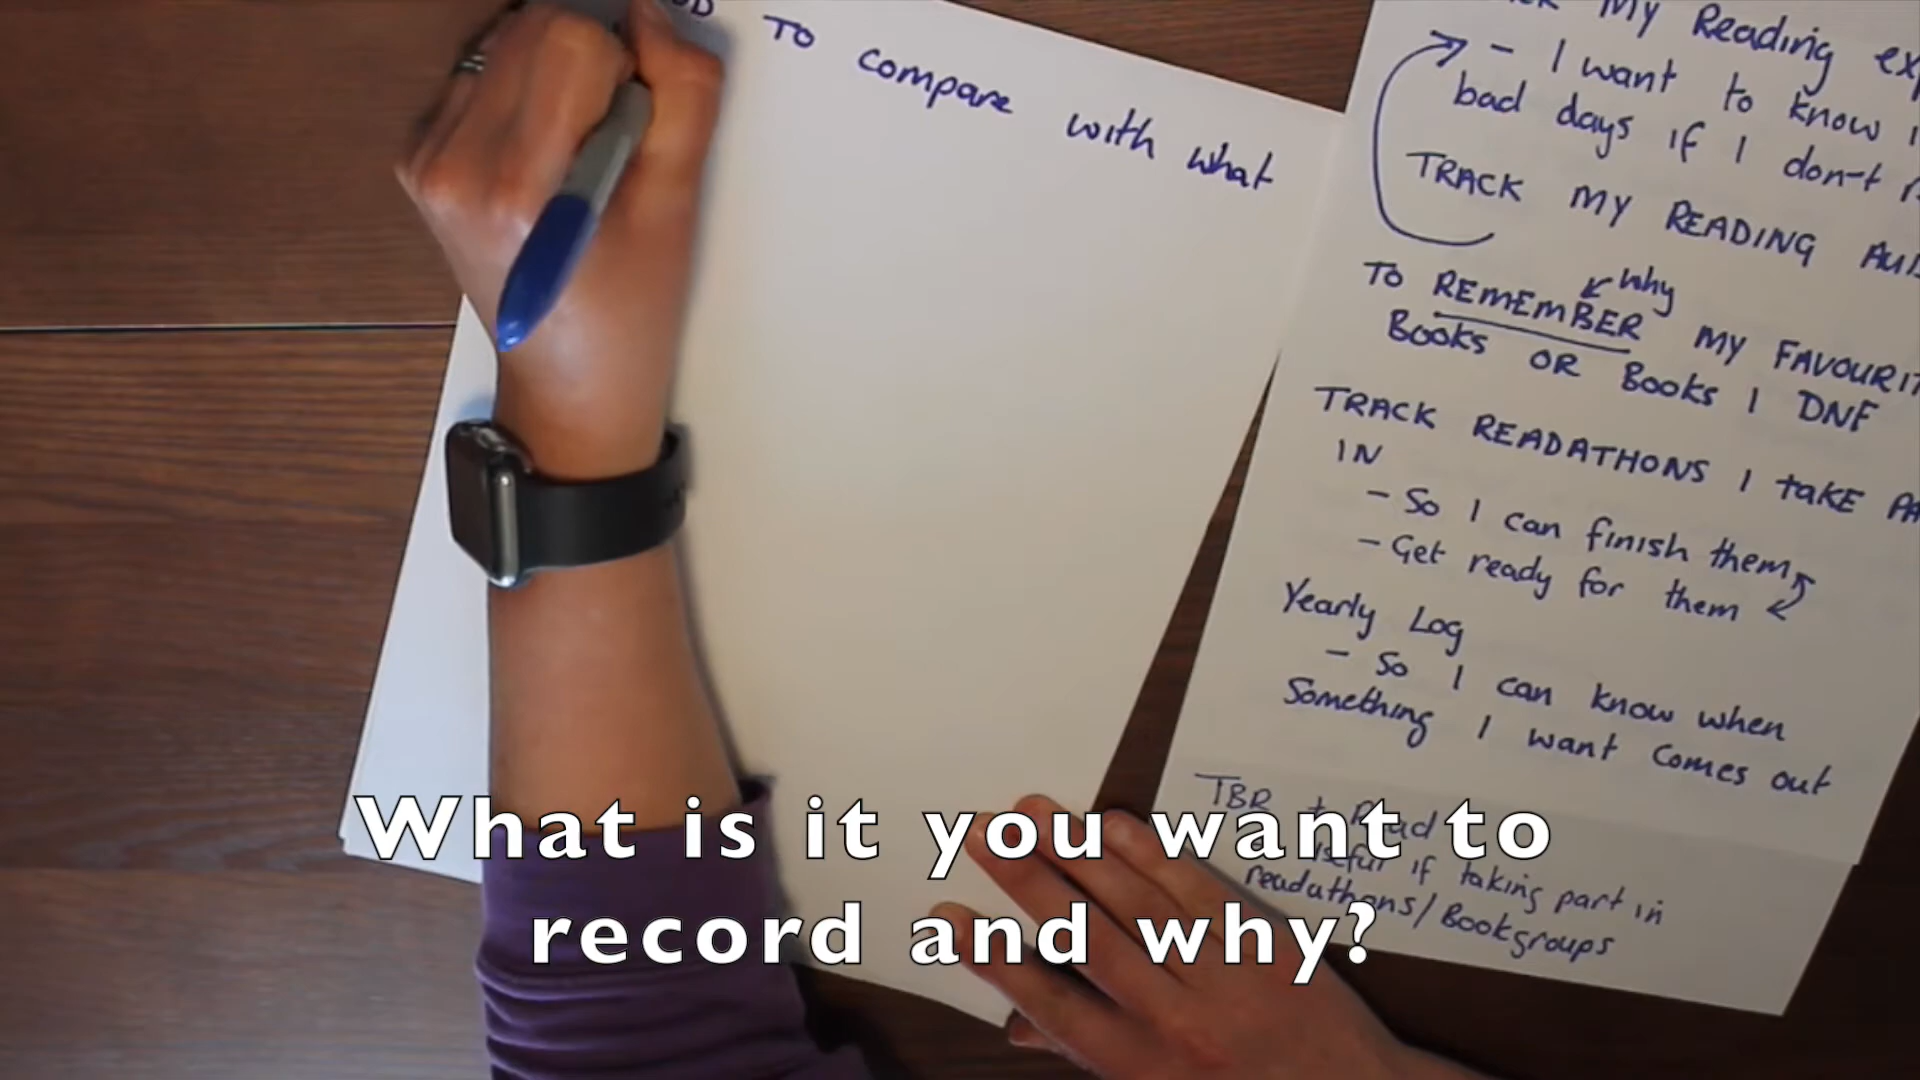 TO compare with what
My Reading
- I want to know
bad days if I don't
TRACK MY READING
why
TO REMEMBER MY
BOOKS OR BOOKS I DNF
TRACK READATHONS I TAKE
IN
- So I can finish them
- Get ready for them
Yearly Log
- So I can know when
Something I want comes out
TBR
if taking part in
readathons/Bookgroups
What is it you want to
record and why?